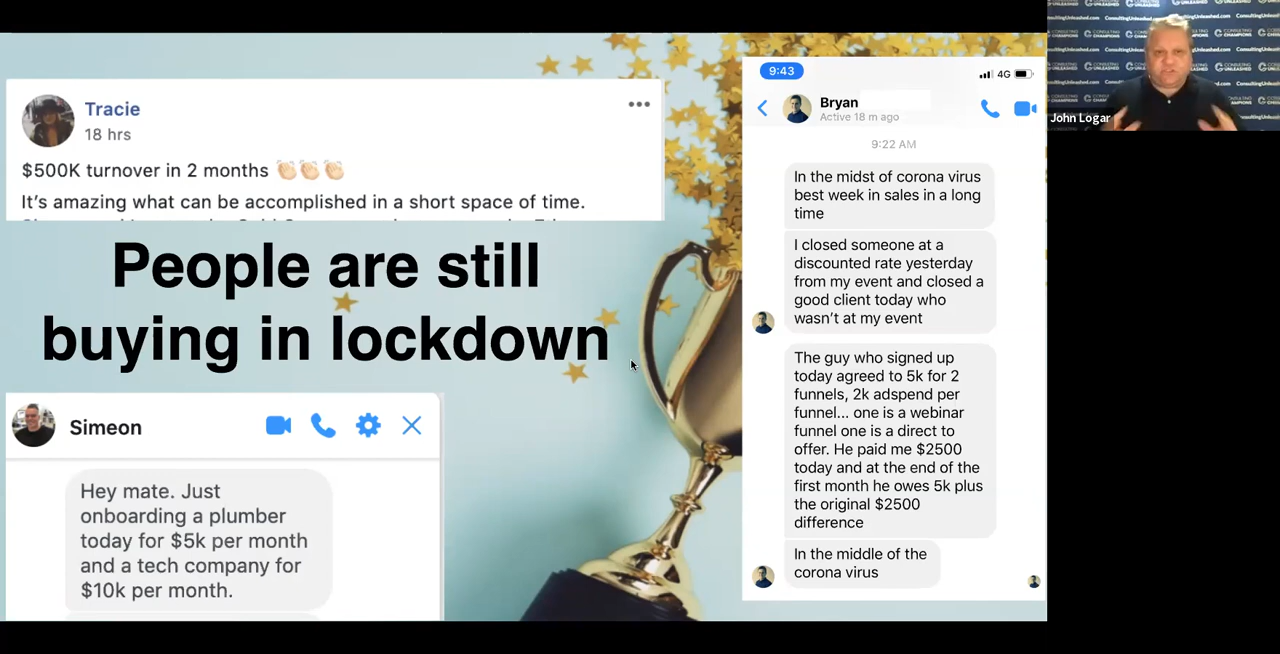 Tracie
18 hrs
$500K turnover in 2 months 👏🏻👏🏻👏🏻
It's amazing what can be accomplished in a short space of time.
People are still
buying in lockdown
Simeon
Hey mate. Just
onboarding a plumber
today for $5k per month
and a tech company for
$10k per month.
9:43
4G
Bryan
Active 18 m ago
9:22 AM
In the midst of corona virus
best week in sales in a long
time
I closed someone at a
discounted rate yesterday
from my event and closed a
good client today who
wasn't at my event
The guy who signed up
today agreed to 5k for 2
funnels, 2k adspend per
funnel... one is a webinar
funnel one is a direct to
offer. He paid me $2500
today and at the end of the
first month he owes 5k plus
the original $2500
difference
In the middle of the
corona virus
ConsultingUnleashed.com
CONSULTING
CHAMPIONS
CONSULTING
UNLEASHED
John Logar